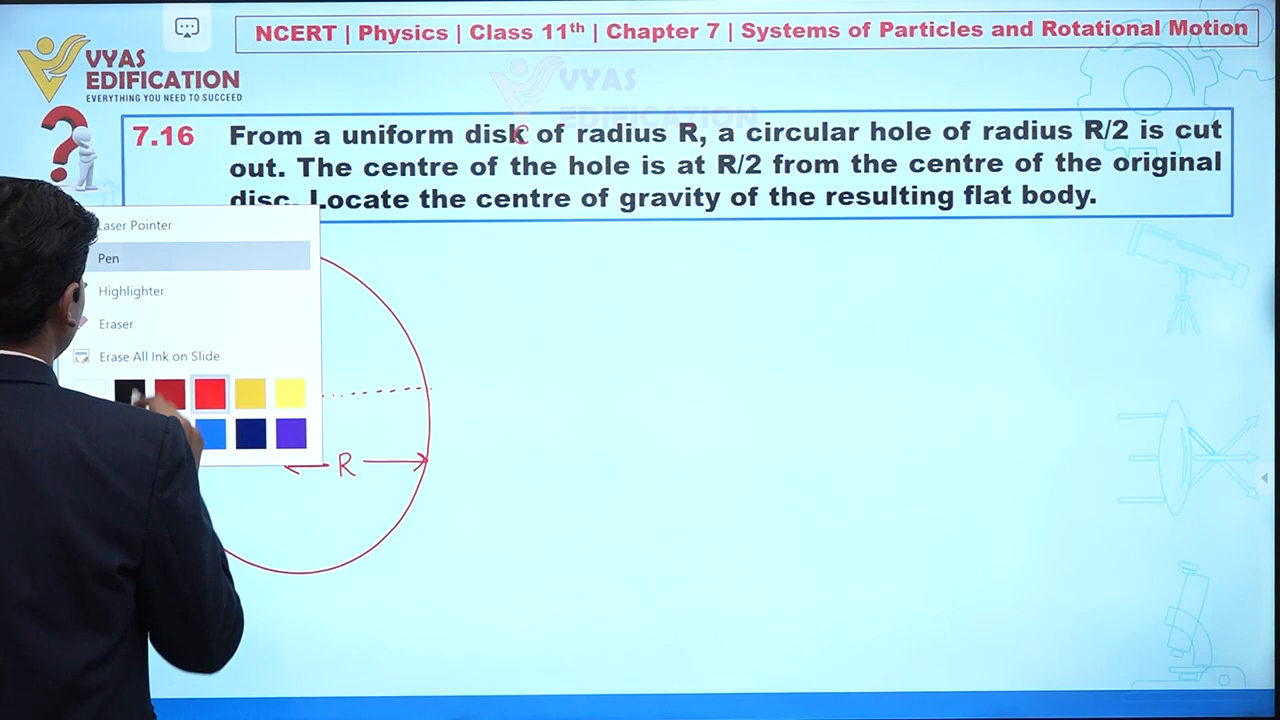 NCERT | Physics | Class 11th | Chapter 7 | Systems of Particles and Rotational Motion
VYAS
EDIFICATION
EVERYTHING YOU NEED TO SUCCEED
VYAS
EDIFICATION
7.16 From a uniform disc of radius R, a circular hole of radius R/2 is cut
out. The centre of the hole is at R/2 from the centre of the original
disc. Locate the centre of gravity of the resulting flat body.
Laser Pointer
Pen
Highlighter
Eraser
Erase All Ink on Slide
R